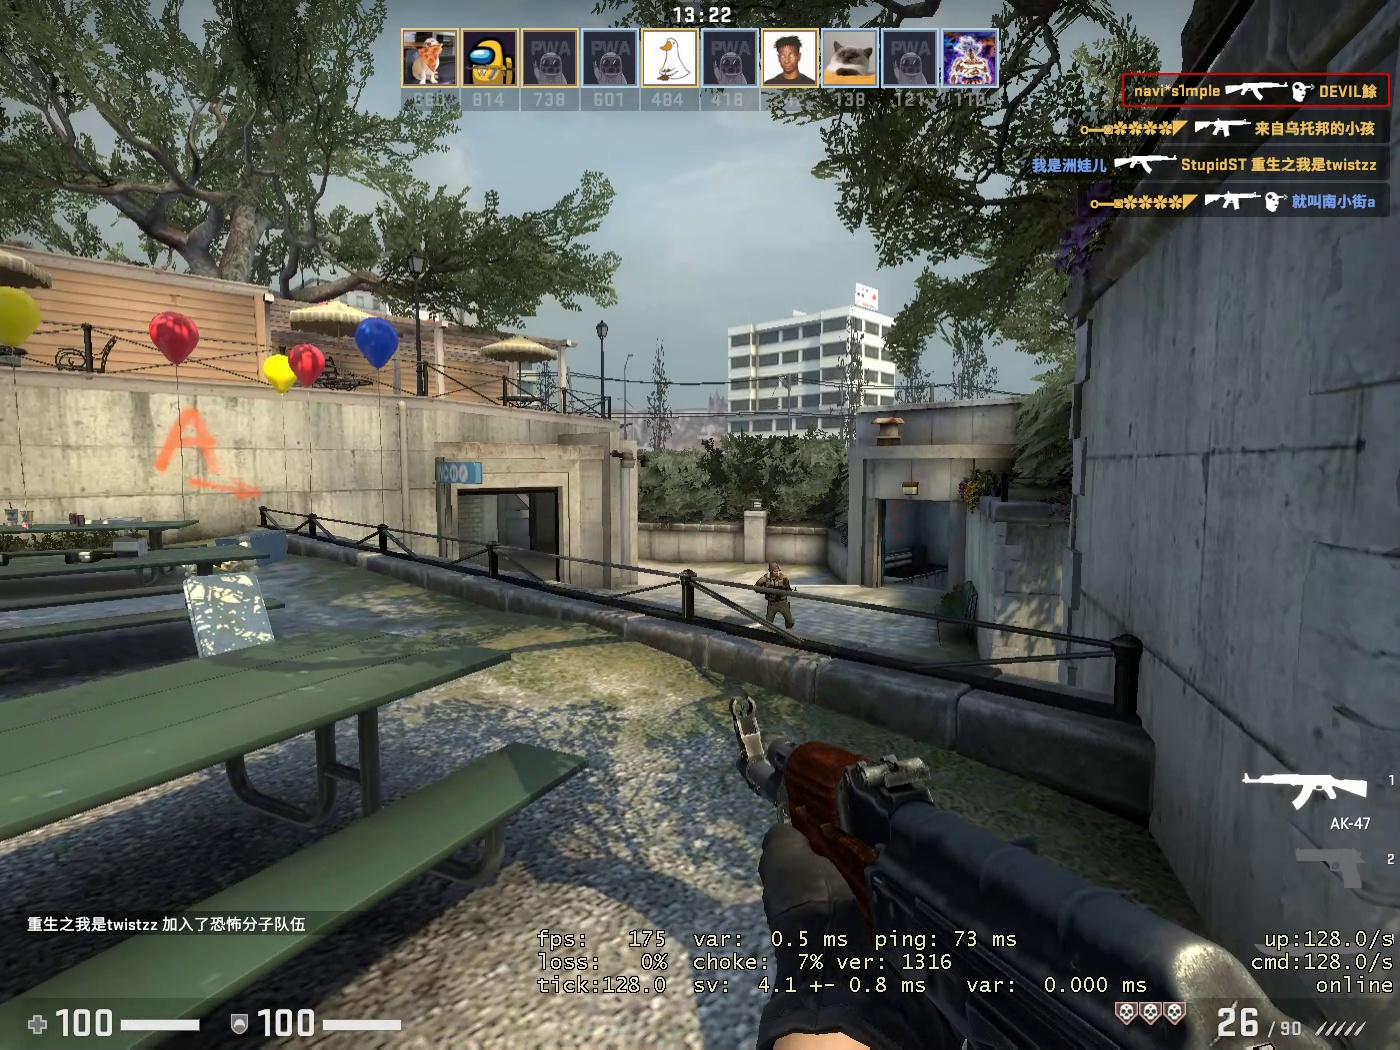 13:22
814
738
601
484
418
138
121
navi*s1mple DEVIL餘
来自乌托邦的小孩
我是洲娃儿 StupidST 重生之我是twistzz
就叫南小街a
A
1
AK-47
2
重生之我是twistzz 加入了恐怖分子队伍
fps: 175 var: 0.5 ms ping: 73 ms
loss: 0% choke: 7% ver: 1316
tick:128.0 sv: 4.1 +- 0.8 ms var: 0.000 ms
up:128.0/s
cmd:128.0/s
online
100 100
26 / 90